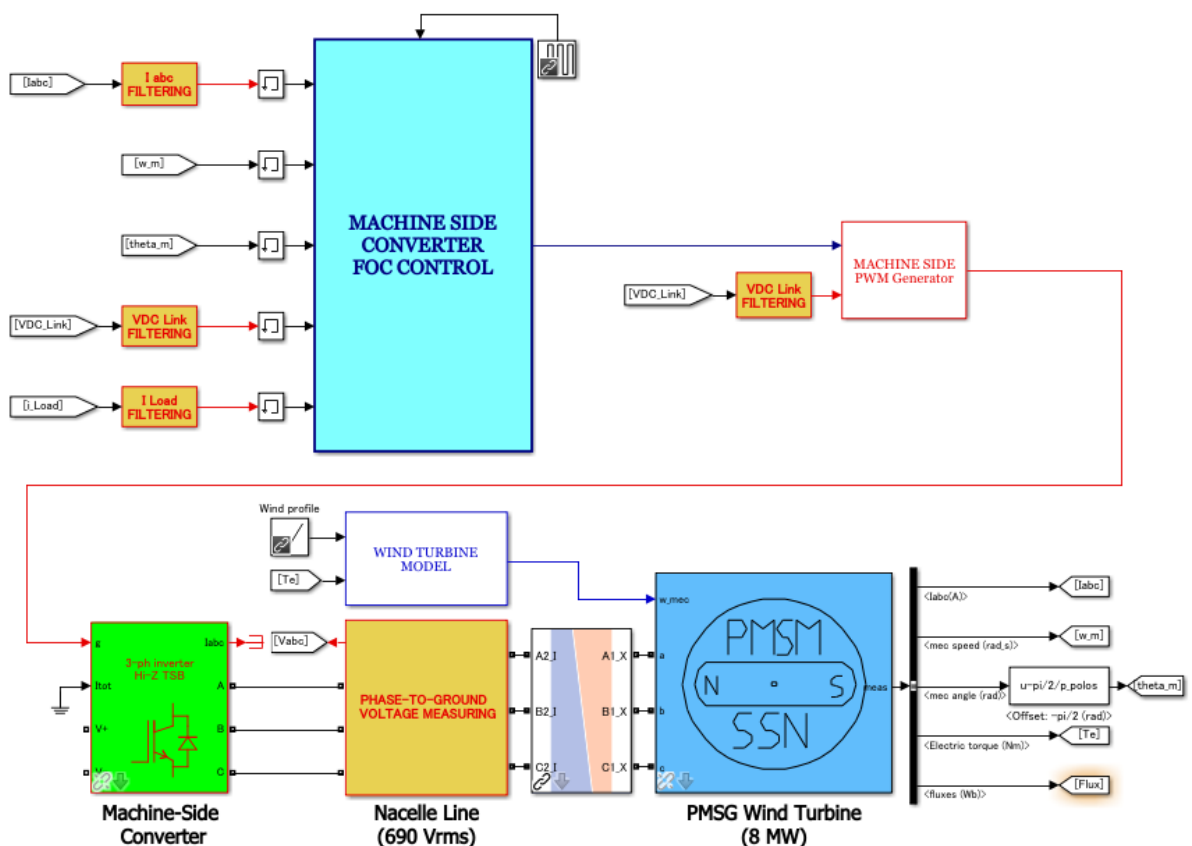 [Iabc]
I abc
FILTERING
[w_m]
[theta_m]
[VDC_Link]
VDC Link
FILTERING
[i_Load]
I Load
FILTERING
MACHINE SIDE
CONVERTER
FOC CONTROL
[VDC_Link]
VDC Link
FILTERING
MACHINE SIDE
PWM Generator
Wind profile
[Te]
WIND TURBINE
MODEL
g
Itot
V+
Iabc
A
B
C
3-ph inverter
Hi-Z TSB
Machine-Side
Converter
[Vabc]
PHASE-TO-GROUND
VOLTAGE MEASURING
Nacelle Line
(690 Vrms)
A2_I
B2_I
C2_I
A1_X
B1_X
C1_X
w_mec
a
b
c
PMSM
N
S
SSN
meas
PMSG Wind Turbine
(8 MW)
<Iabc(A)>
[Iabc]
<mec speed (rad_s)>
[w_m]
<mec angle (rad)>
u-pi/2/p_polos
<Offset: -pi/2 (rad)>
[theta_m]
<Electric torque (Nm)>
[Te]
<fluxes (Wb)>
[Flux]